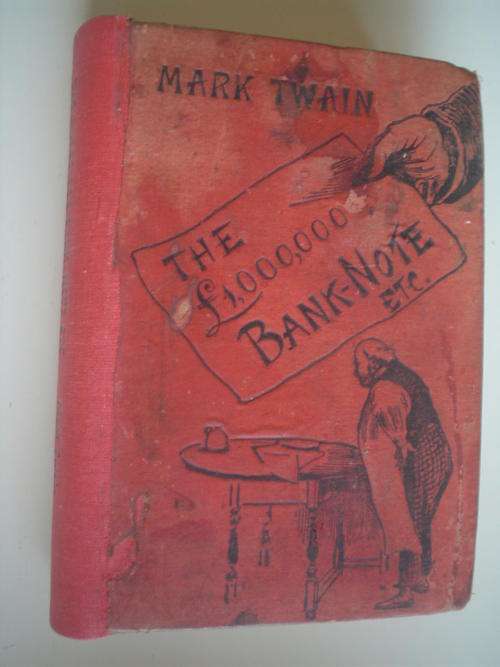 MARK TWAIN
THE
£1,000,000
BANK-NOTE
ETC.